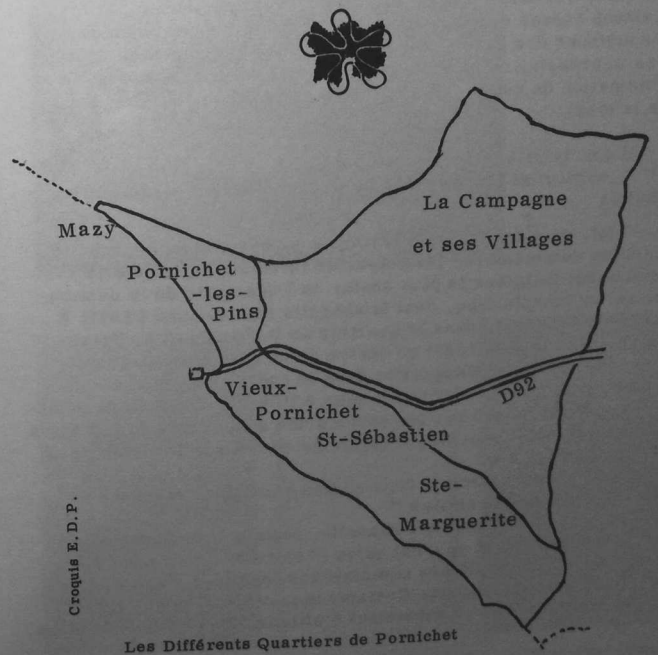 La Campagne
et ses Villages
Mazy
Pornichet
-les-
Pins
Vieux-
Pornichet
D92
St-Sébastien
Ste-
Marguerite
Croquis E.D.P.
Les Différents Quartiers de Pornichet